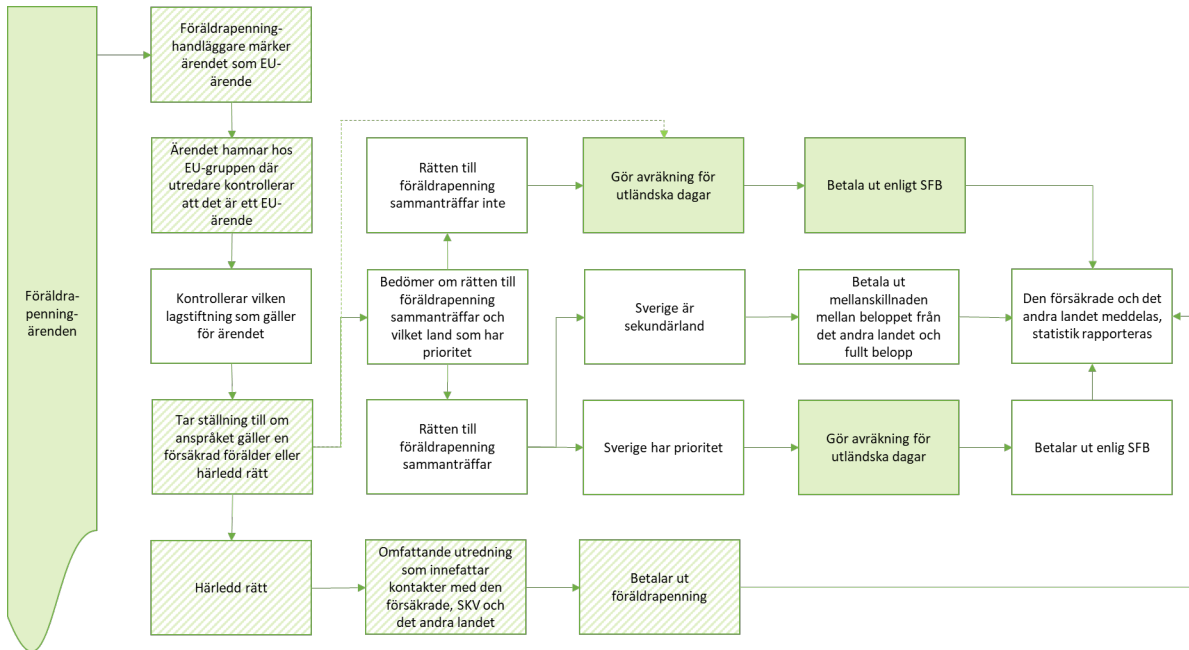 Föräldra-
penning-
ärenden
Föräldrapenning-
handläggare märker
ärendet som EU-
ärende
Ärendet hamnar hos
EU-gruppen där
utredare kontrollerar
att det är ett EU-
ärende
Kontrollerar vilken
lagstiftning som gäller
för ärendet
Tar ställning till om
anspråket gäller en
försäkrad förälder eller
härledd rätt
Härledd rätt
Rätten till
föräldrapenning
sammanträffar inte
Bedömer om rätten till
föräldrapenning
sammanträffar och
vilket land som har
prioritet
Rätten till
föräldrapenning
sammanträffar
Omfattande utredning
som innefattar
kontakter med den
försäkrade, SKV och
det andra landet
Gör avräkning för
utländska dagar
Sverige är
sekundärland
Sverige har prioritet
Betalar ut
föräldrapenning
Betala ut enligt SFB
Betala ut
mellanskillnaden
mellan beloppet från
det andra landet och
fullt belopp
Gör avräkning för
utländska dagar
Den försäkrade och det
andra landet meddelas,
statistik rapporteras
Betalar ut enlig SFB